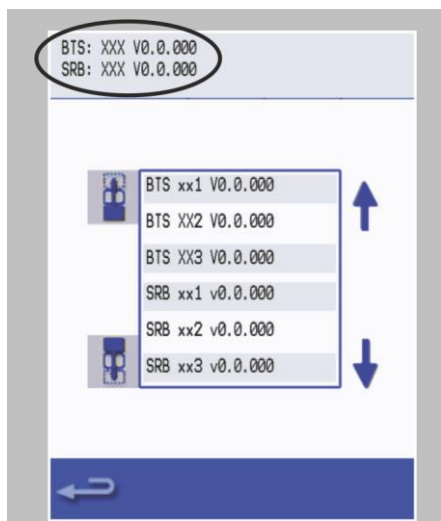 BTS: XXX V0.0.000
SRB: XXX V0.0.000
BTS xx1 V0.0.000
BTS XX2 V0.0.000
BTS XX3 V0.0.000
SRB xx1 v0.0.000
SRB xx2 v0.0.000
SRB xx3 v0.0.000